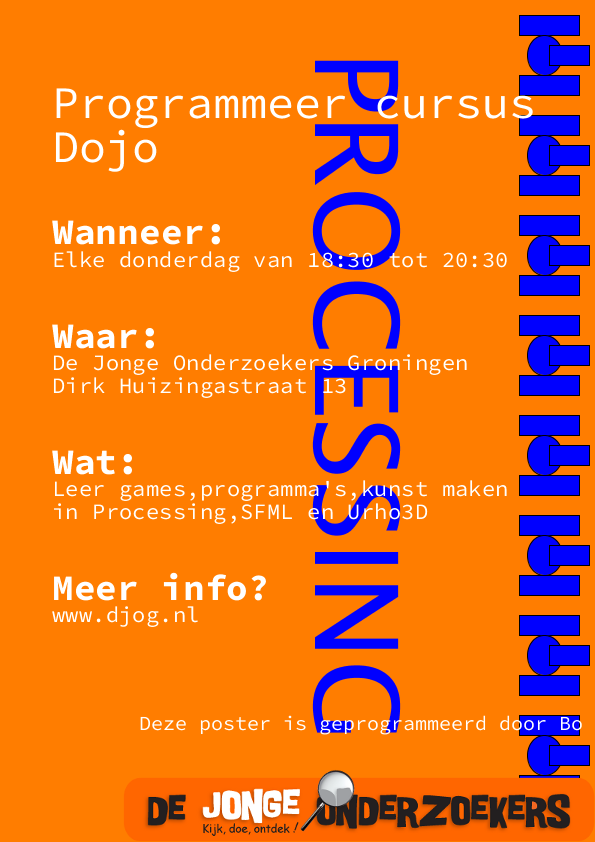 Programmeer cursus
Dojo
PROCESSING
Wanneer:
Elke donderdag van 18:30 tot 20:30
Waar:
De Jonge Onderzoekers Groningen
Dirk Huizingastraat 13
Wat:
Leer games,programma's,kunst maken
in Processing,SFML en Urho3D
Meer info?
www.djog.nl
Deze poster is geprogrammeerd door Bo
DE JONGE ONDERZOEKERS
Kijk, doe, ontdek!